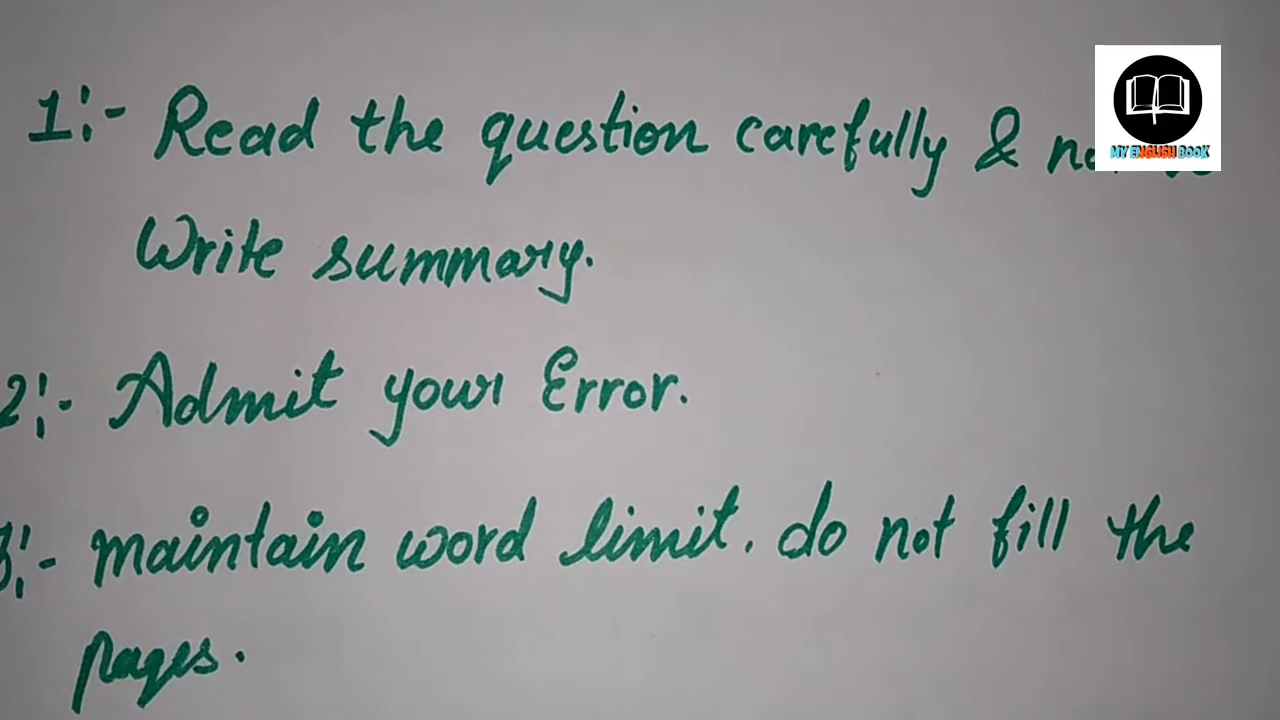 1:- Read the question carefully &
Write summary.
2:- Admit your Error.
3:- maintain word limit. do not fill the
pages.
MY ENGLISH BOOK